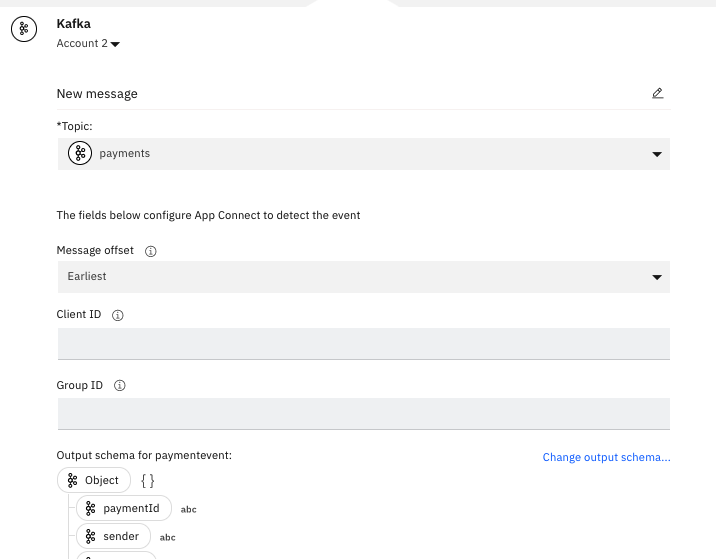 Kafka
Account 2
New message
*Topic:
payments
The fields below configure App Connect to detect the event
Message offset
Earliest
Client ID
Group ID
Output schema for paymentevent:
Change output schema...
Object { }
paymentId abc
sender abc